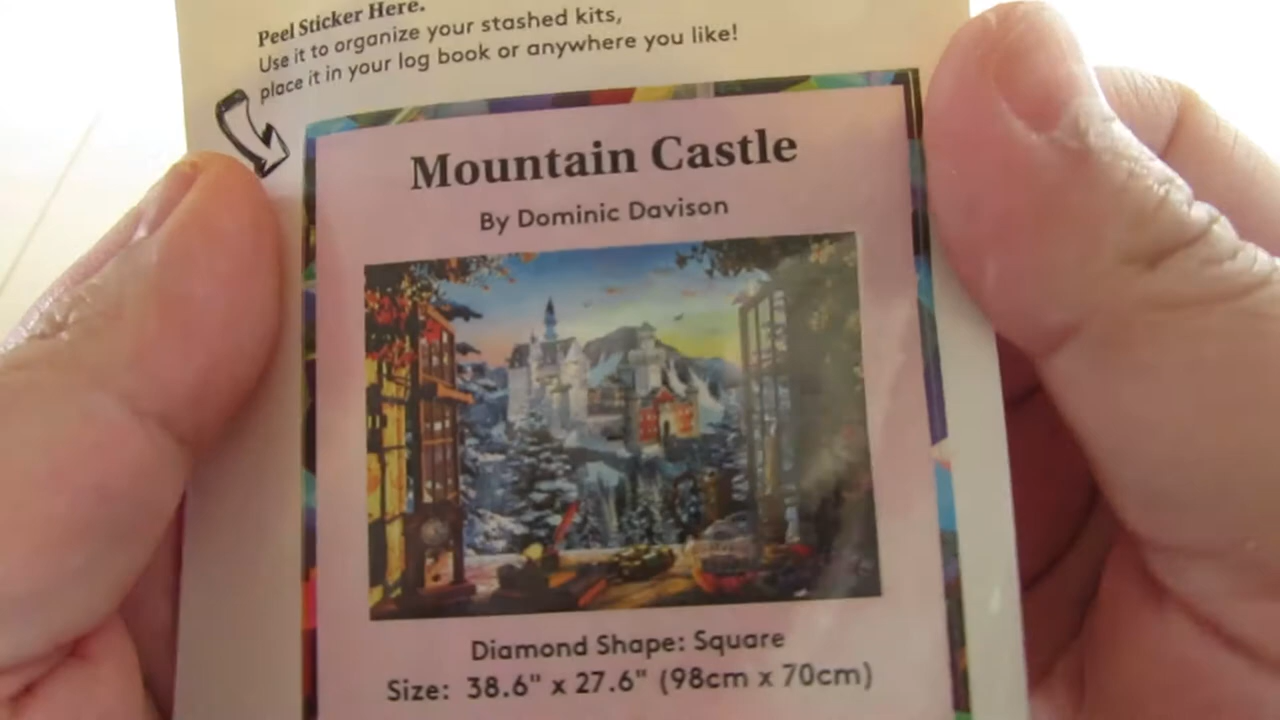 Peel Sticker Here.
Use it to organize your stashed kits,
place it in your log book or anywhere you like!
Mountain Castle
By Dominic Davison
Diamond Shape: Square
Size: 38.6" x 27.6" (98cm x 70cm)